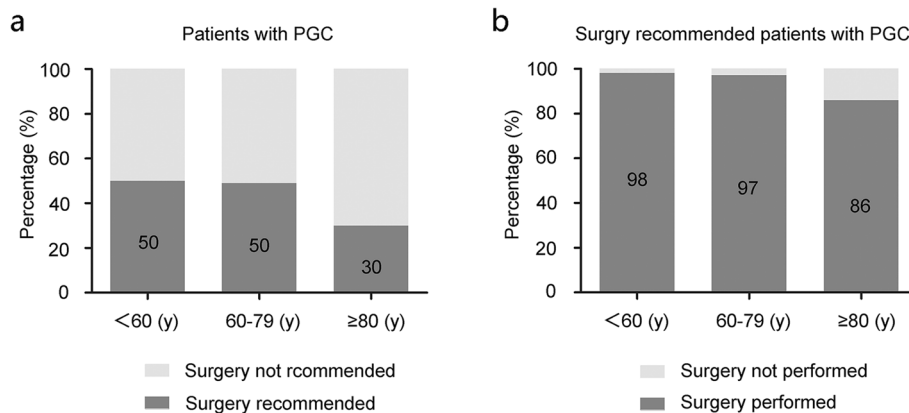 a
Patients with PGC
Percentage (%)
100
80
60
40
20
0
50
50
30
<60 (y)
60-79 (y)
≥80 (y)
Surgery not rcommended
Surgery recommended
b
Surgry recommended patients with PGC
Percentage (%)
100
80
60
40
20
0
98
97
86
<60 (y)
60-79 (y)
≥80 (y)
Surgery not performed
Surgery performed